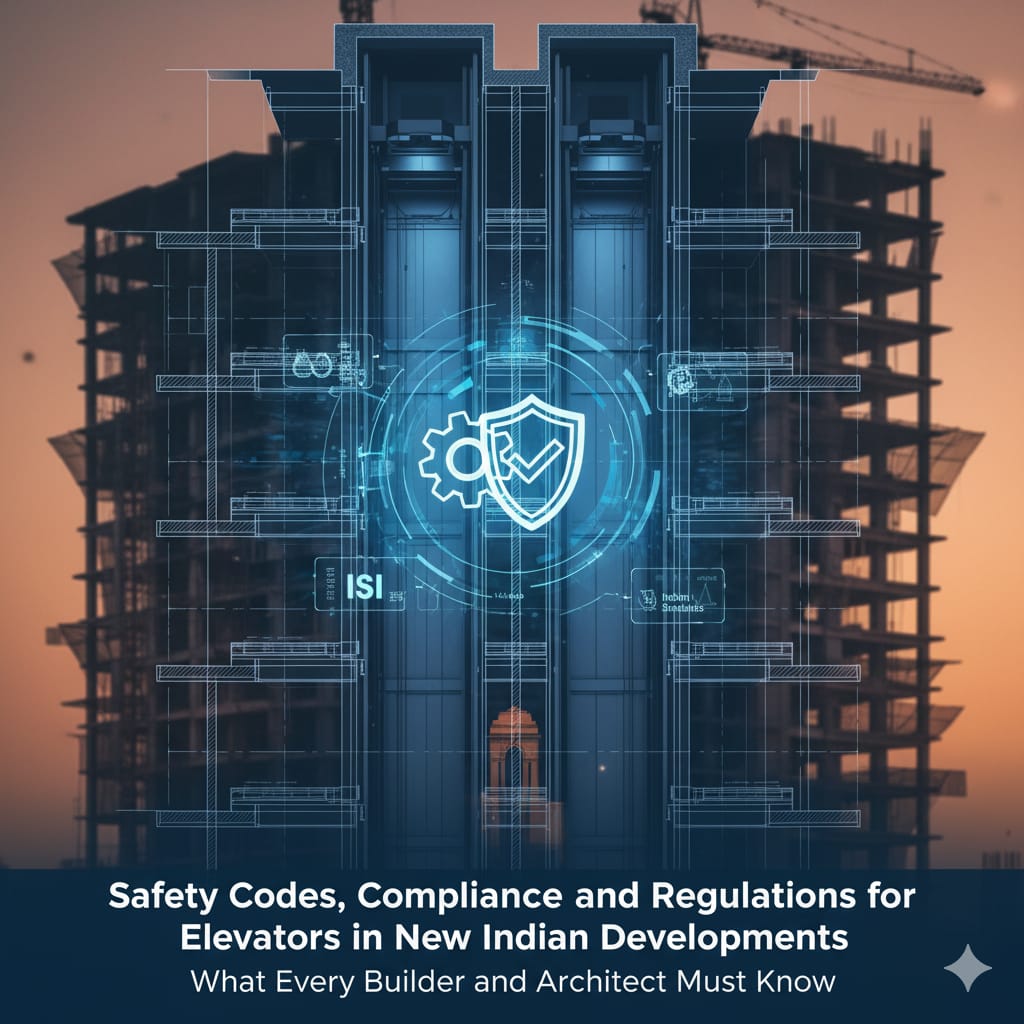 ISI
Safety Codes, Compliance and Regulations for
Elevators in New Indian Developments
What Every Builder and Architect Must Know